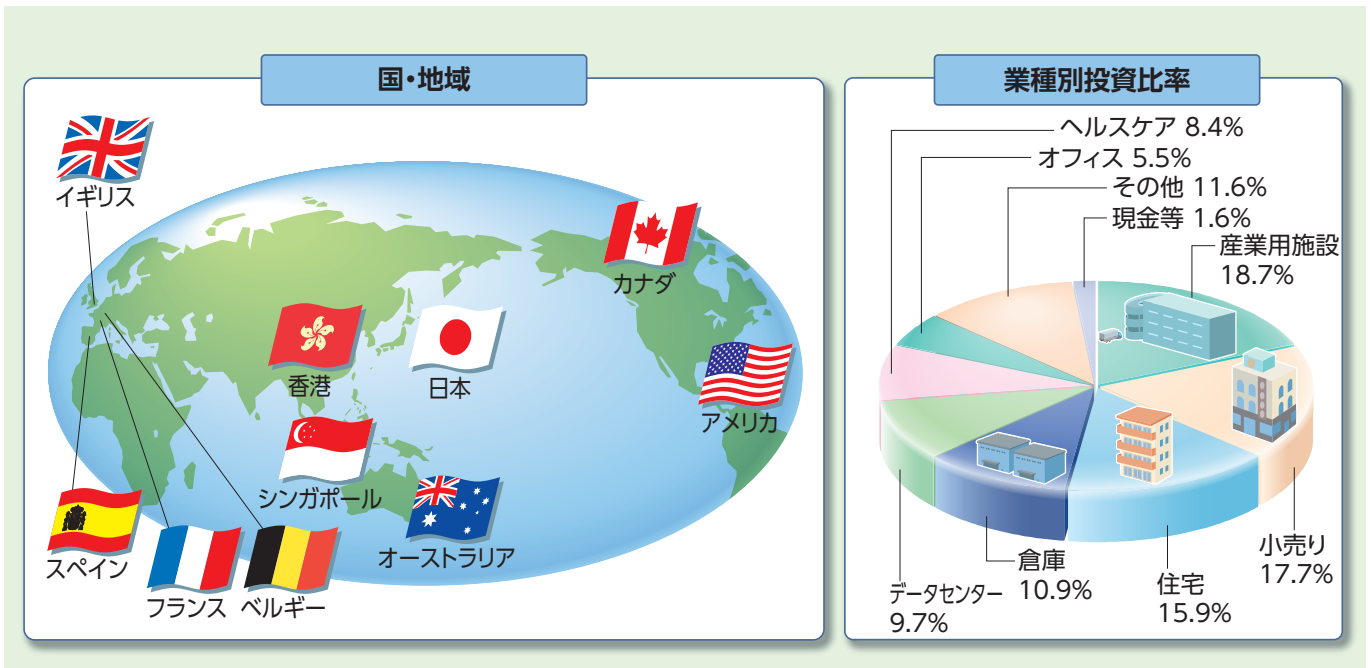 国・地域
イギリス
カナダ
香港
日本
アメリカ
シンガポール
オーストラリア
スペイン
フランス
ベルギー
業種別投資比率
ヘルスケア 8.4%
オフィス 5.5%
その他 11.6%
現金等 1.6%
産業用施設
18.7%
小売り
17.7%
住宅
15.9%
倉庫
10.9%
データセンター
9.7%